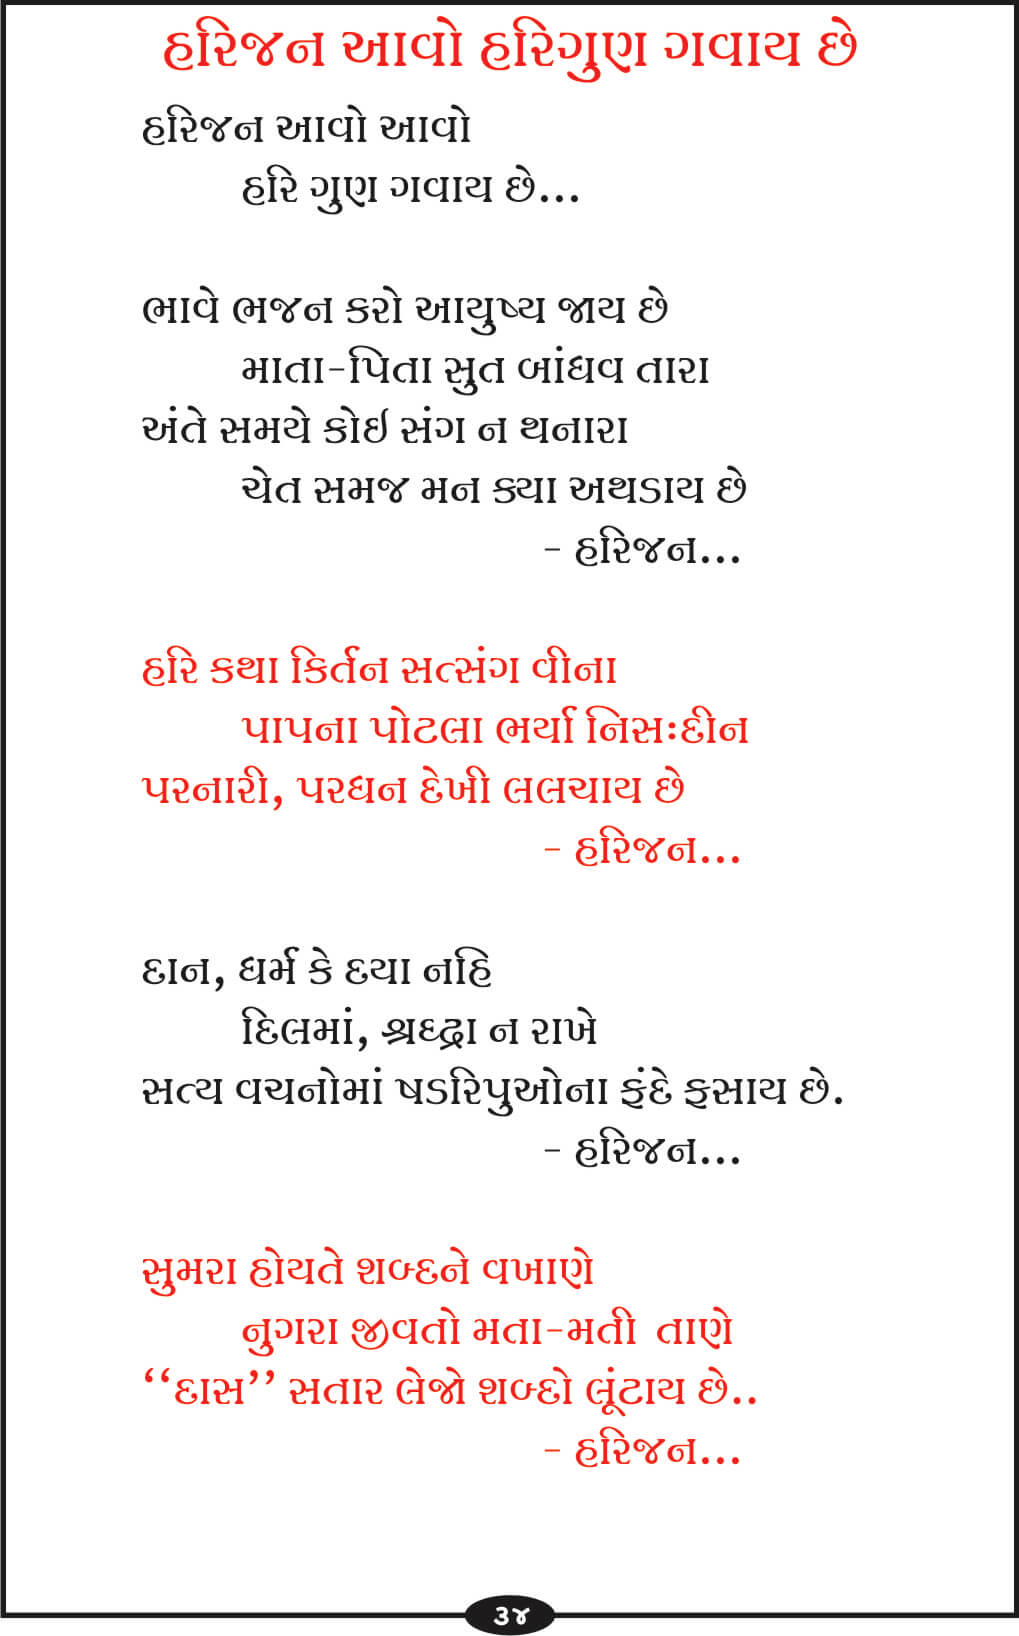 હરિજન આવો હરિગુણ ગવાય છે
હરિજન આવો આવો
હરિ ગુણ ગવાય છે...
ભાવે ભજન કરો આયુષ્ય જાય છે
માતા-પિતા સુત બાંધવ તારા
અંતે સમયે કોઈ સંગ ન થનારા
ચેત સમજ મન ક્યા અથડાય છે
- હરિજન...
હરિ કથા કિર્તન સત્સંગ વીના
પાપના પોટલા ભર્યા નિસઃદીન
પરનારી, પરધન દેખી લલચાય છે
- હરિજન...
દાન, ધર્મ કે દયા નહિ
દિલમાં, શ્રધ્દ્રા ન રાખે
સત્ય વચનોમાં ષડરિપુઓના ફંદે ફસાય છે.
- હરિજન...
સુમરા હોયતે શબ્દને વખાણે
નુગરા જીવતો મતા-મતી તાણે
‘‘દાસ’’ સતાર લેજો શબ્દો લૂંટાય છે..
- હરિજન...
૩૪